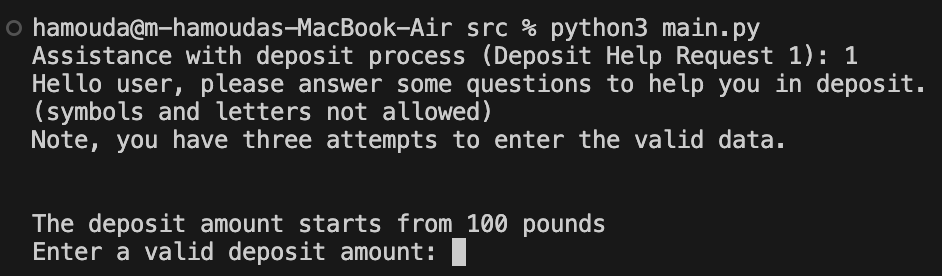 hamouda@m-hamoudas-MacBook-Air src % python3 main.py
Assistance with deposit process (Deposit Help Request 1): 1
Hello user, please answer some questions to help you in deposit.
(symbols and letters not allowed)
Note, you have three attempts to enter the valid data.
The deposit amount starts from 100 pounds
Enter a valid deposit amount: